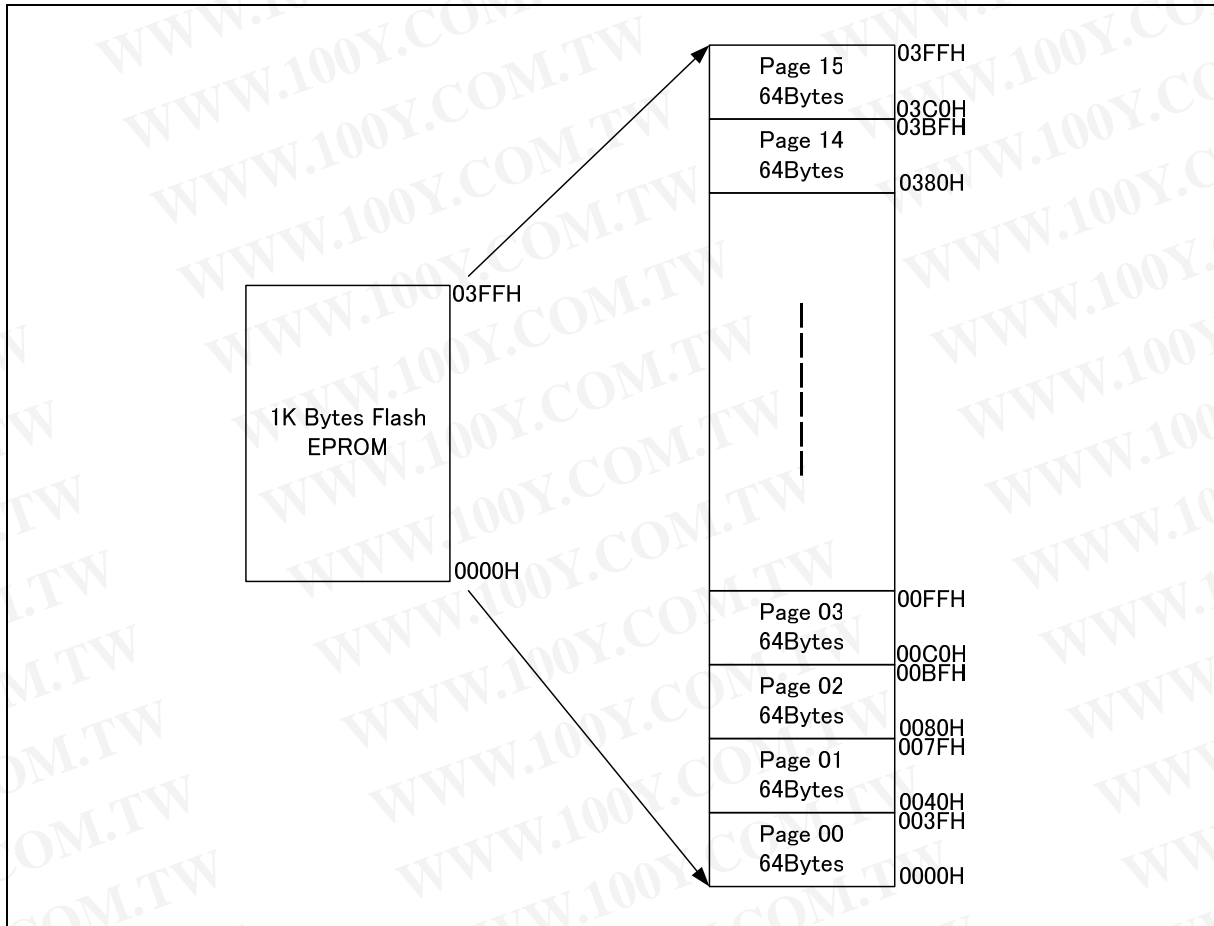 03FFH
Page 15
64Bytes
03C0H
03BFH
Page 14
64Bytes
0380H
03FFH
1K Bytes Flash
EPROM
0000H
00FFH
Page 03
64Bytes
00C0H
00BFH
Page 02
64Bytes
0080H
007FH
Page 01
64Bytes
0040H
003FH
Page 00
64Bytes
0000H
WWW.100Y.COM.TW